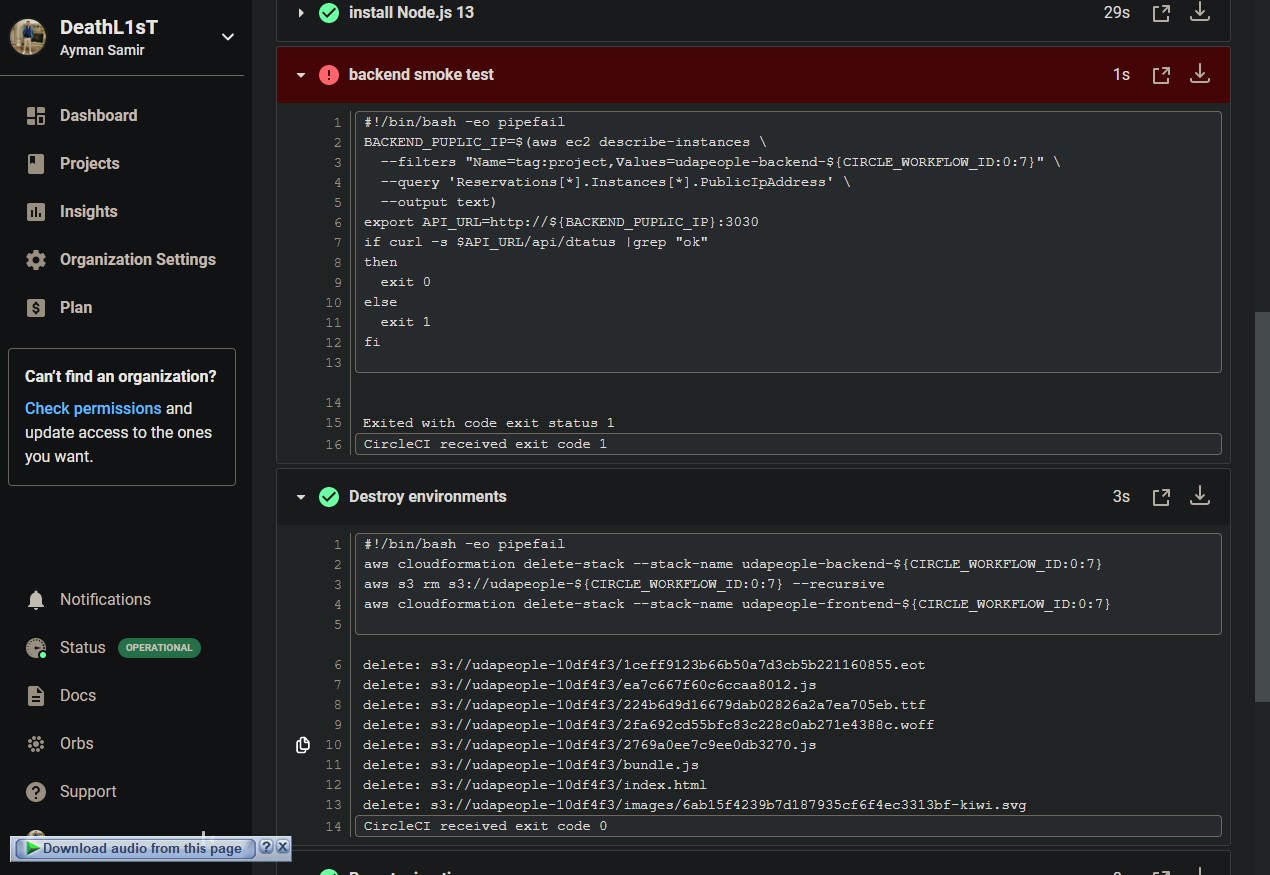 DeathL1sT
Ayman Samir
Dashboard
Projects
Insights
Organization Settings
Plan
Can't find an organization?
Check permissions and
update access to the ones
you want.
Notifications
Status OPERATIONAL
Docs
Orbs
Support
Download audio from this page ? X
install Node.js 13 29s
backend smoke test 1s
1 #!/bin/bash -eo pipefail
2 BACKEND_PUPLIC_IP=$(aws ec2 describe-instances \
3 --filters "Name=tag:project,Values=udapeople-backend-${CIRCLE_WORKFLOW_ID:0:7}" \
4 --query 'Reservations[*].Instances[*].PublicIpAddress' \
5 --output text)
6 export API_URL=http://${BACKEND_PUPLIC_IP}:3030
7 if curl -s $API_URL/api/dtatus |grep "ok"
8 then
9 exit 0
10 else
11 exit 1
12 fi
13
14
15 Exited with code exit status 1
16 CircleCI received exit code 1
Destroy environments 3s
1 #!/bin/bash -eo pipefail
2 aws cloudformation delete-stack --stack-name udapeople-backend-${CIRCLE_WORKFLOW_ID:0:7}
3 aws s3 rm s3://udapeople-${CIRCLE_WORKFLOW_ID:0:7} --recursive
4 aws cloudformation delete-stack --stack-name udapeople-frontend-${CIRCLE_WORKFLOW_ID:0:7}
5
6 delete: s3://udapeople-10df4f3/1ceff9123b66b50a7d3cb5b221160855.eot
7 delete: s3://udapeople-10df4f3/ea7c667f60c6ccaa8012.js
8 delete: s3://udapeople-10df4f3/224b6d9d16679dab02826a2a7ea705eb.ttf
9 delete: s3://udapeople-10df4f3/2fa692cd55bfc83c228c0ab271e4388c.woff
10 delete: s3://udapeople-10df4f3/2769a0ee7c9ee0db3270.js
11 delete: s3://udapeople-10df4f3/bundle.js
12 delete: s3://udapeople-10df4f3/index.html
13 delete: s3://udapeople-10df4f3/images/6ab15f4239b7d187935cf6f4ec3313bf-kiwi.svg
14 CircleCI received exit code 0